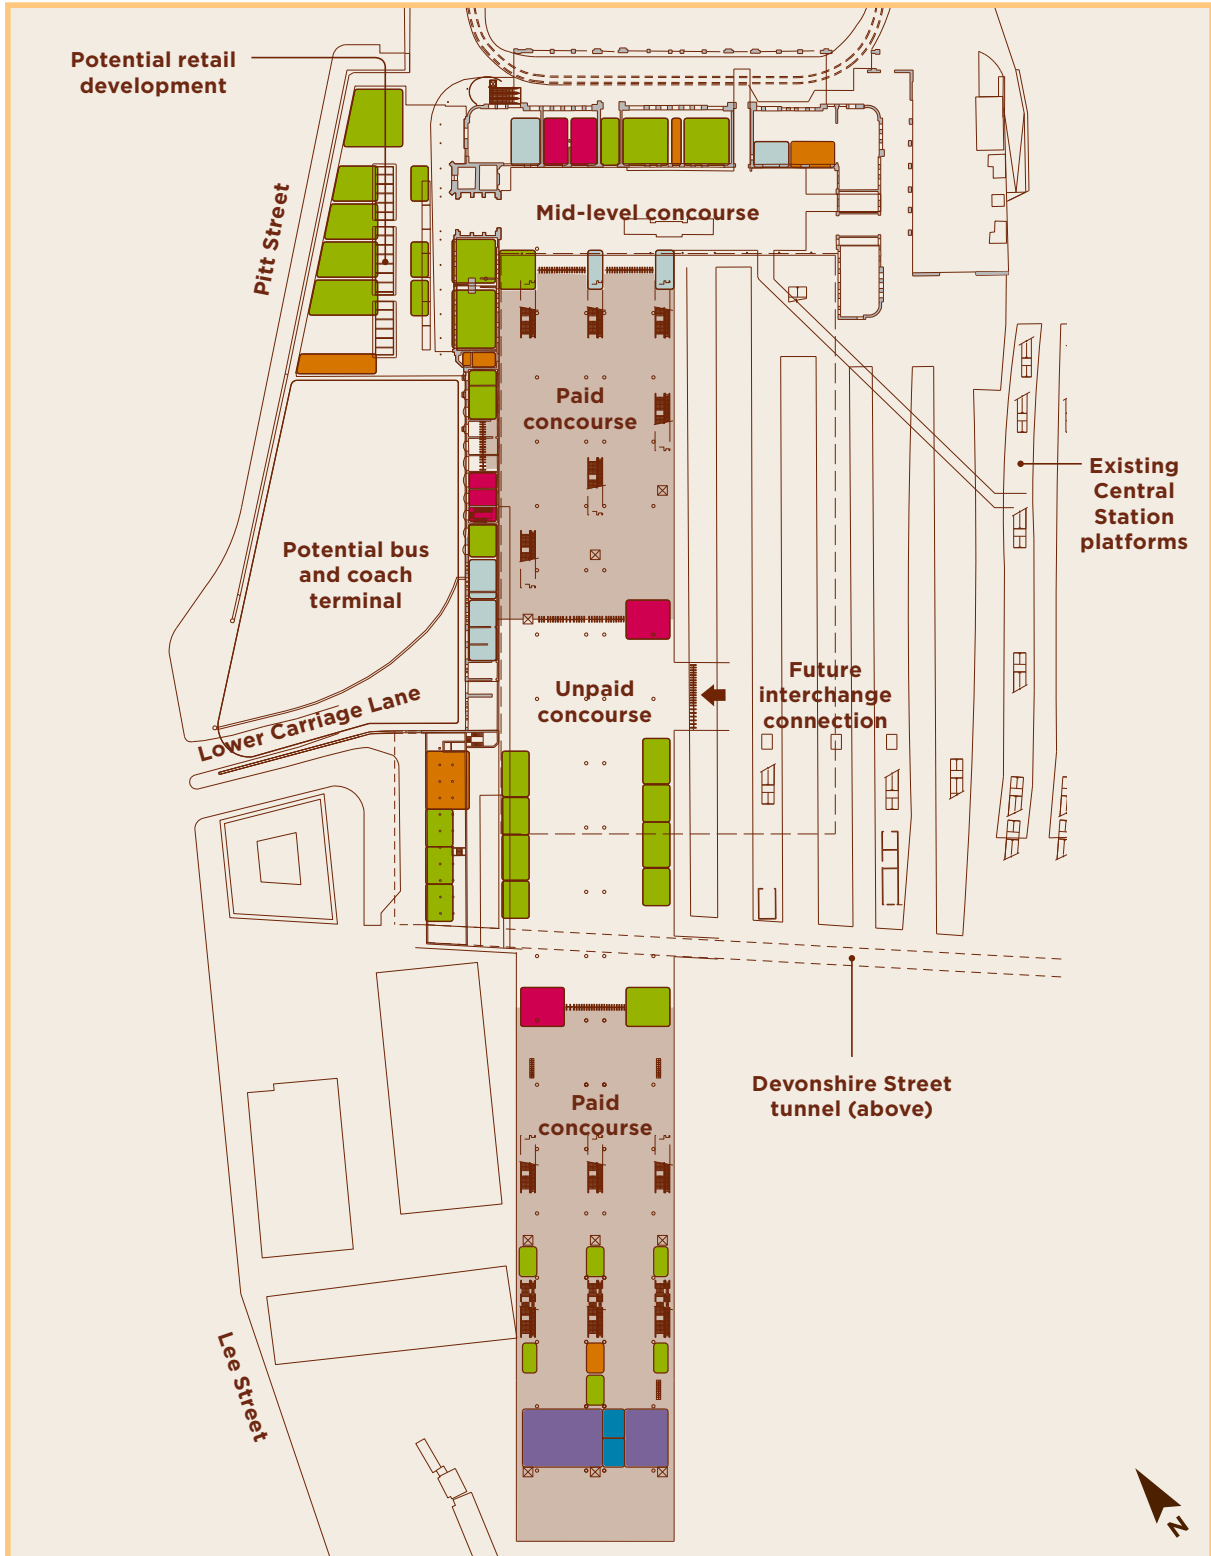 Potential retail
development
Pitt Street
Mid-level concourse
Paid
concourse
Existing
Central
Station
platforms
Potential bus
and coach
terminal
Unpaid
concourse
Future
interchange
connection
Lower Carriage Lane
Devonshire Street
tunnel (above)
Paid
concourse
Lee Street
N